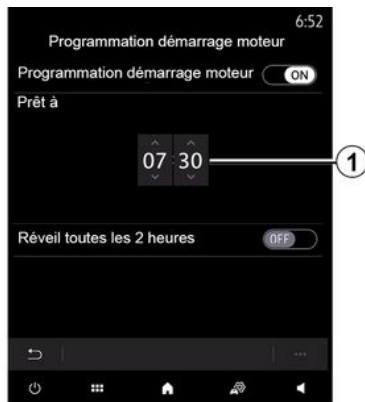 6:52
Programmation démarrage moteur
Programmation démarrage moteur ON
Prêt à
07 30
1
Réveil toutes les 2 heures OFF